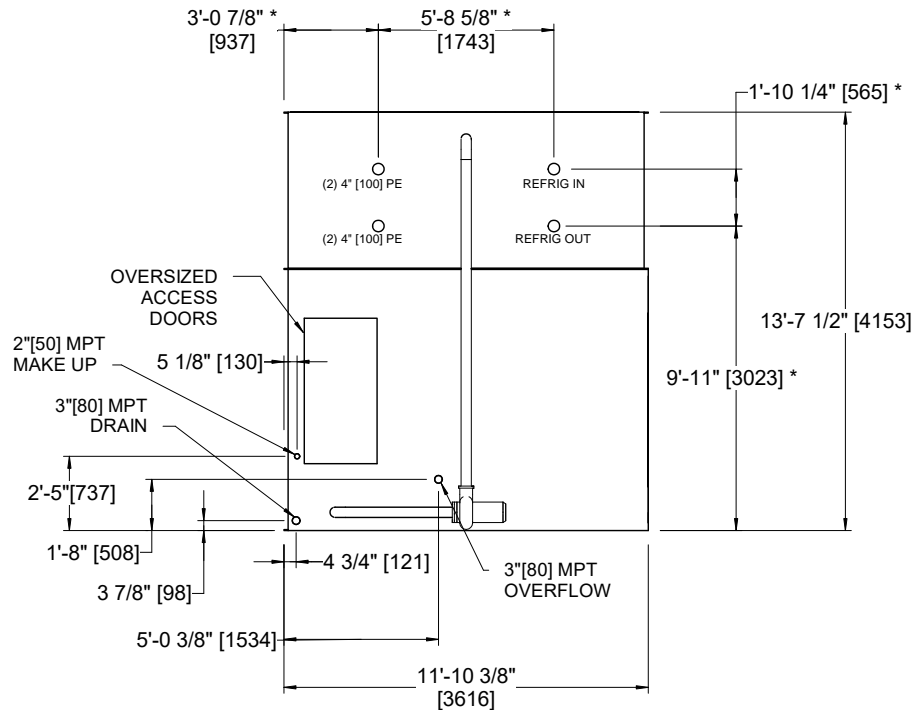 3'-0 7/8" *
[937]
5'-8 5/8" *
[1743]
1'-10 1/4" [565] *
(2) 4" [100] PE
REFRIG IN
(2) 4" [100] PE
REFRIG OUT
OVERSIZED
ACCESS
DOORS
13'-7 1/2" [4153]
2"[50] MPT
MAKE UP
5 1/8" [130]
9'-11" [3023] *
3"[80] MPT
DRAIN
2'-5"[737]
1'-8" [508]
4 3/4" [121]
3"[80] MPT
OVERFLOW
3 7/8" [98]
5'-0 3/8" [1534]
11'-10 3/8"
[3616]